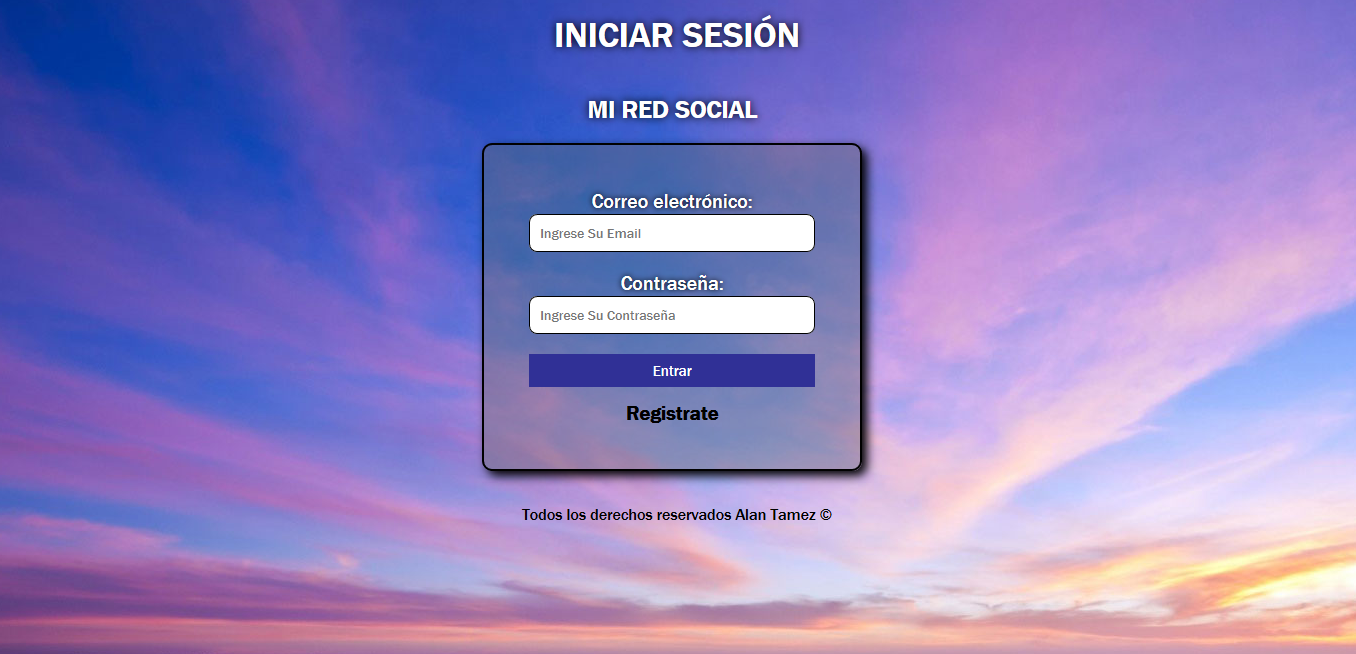 INICIAR SESIÓN
MI RED SOCIAL
Correo electrónico:
Ingrese Su Email
Contraseña:
Ingrese Su Contraseña
Entrar
Registrate
Todos los derechos reservados Alan Tamez ©